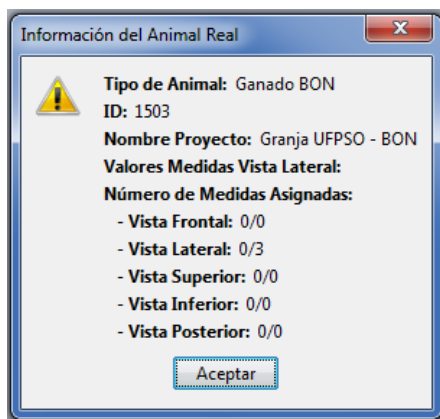 Información del Animal Real
Tipo de Animal: Ganado BON
ID: 1503
Nombre Proyecto: Granja UFPSO - BON
Valores Medidas Vista Lateral:
Número de Medidas Asignadas:
- Vista Frontal: 0/0
- Vista Lateral: 0/3
- Vista Superior: 0/0
- Vista Inferior: 0/0
- Vista Posterior: 0/0
Aceptar